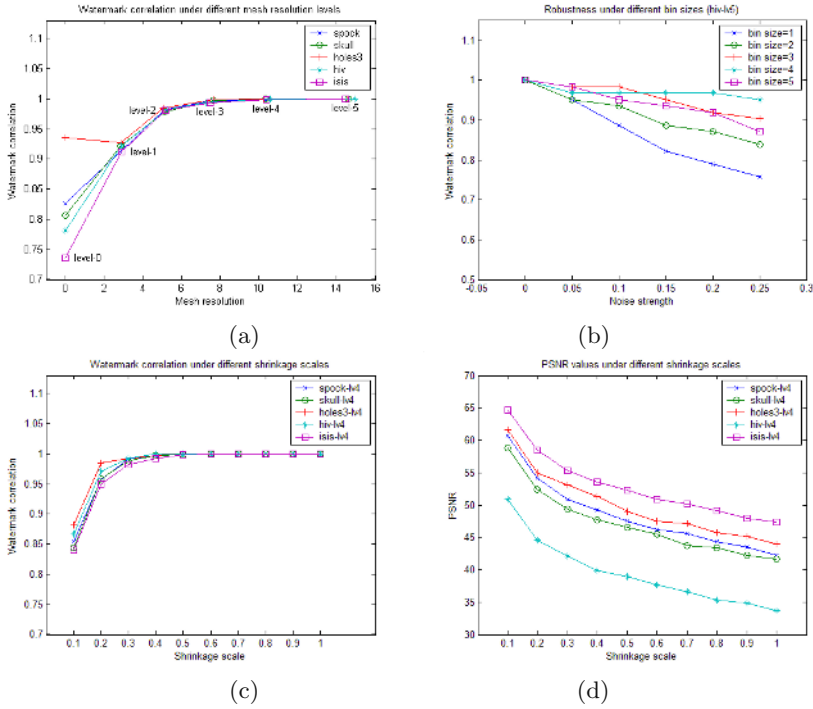 Watermark correlation under different mesh resolution levels
Watermark correlation
1.1
1.05
1
0.95
0.9
0.85
0.8
0.75
0.7
spock
skull
holes3
hiv
isis
level-0
level-1
level-2
level-3
level-4
level-5
0 2 4 6 8 10 12 14 16
Mesh resolution
(a)
Robustness under different bin sizes (hiv-lv5)
Watermark correlation
1.1
1
0.9
0.8
0.7
0.6
0.5
bin size=1
bin size=2
bin size=3
bin size=4
bin size=5
-0.05 0 0.05 0.1 0.15 0.2 0.25 0.3
Noise strength
(b)
Watermark correlation under different shrinkage scales
Watermark correlation
1.1
1.05
1
0.95
0.9
0.85
0.8
0.75
0.7
spock-lv4
skull-lv4
holes3-lv4
hiv-lv4
isis-lv4
0.1 0.2 0.3 0.4 0.5 0.6 0.7 0.8 0.9 1
Shrinkage scale
(c)
PSNR values under different shrinkage scales
PSNR
70
65
60
55
50
45
40
35
30
spock-lv4
skull-lv4
holes3-lv4
hiv-lv4
isis-lv4
0.1 0.2 0.3 0.4 0.5 0.6 0.7 0.8 0.9 1
Shrinkage scale
(d)